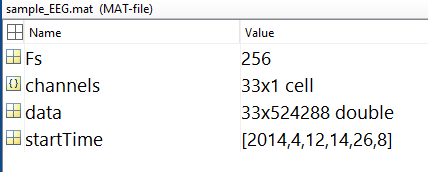 sample_EEG.mat (MAT-file)
Name Value
Fs 256
channels 33x1 cell
data 33x524288 double
startTime [2014,4,12,14,26,8]